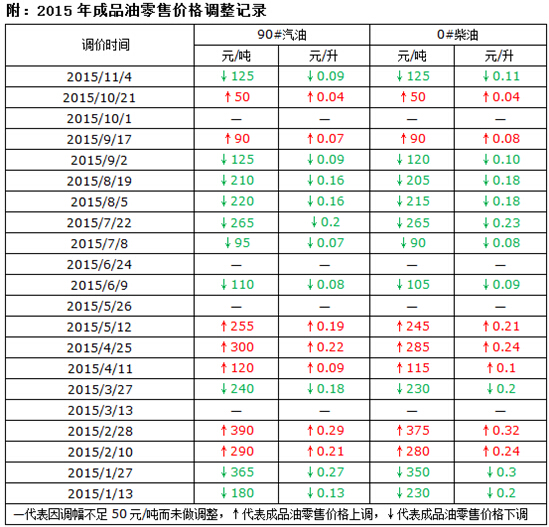 附：2015年成品油零售价格调整记录
调价时间 90#汽油 0#柴油
元/吨 元/升 元/吨 元/升
2015/11/4 ↓125 ↓0.09 ↓125 ↓0.11
2015/10/21 ↑50 ↑0.04 ↑50 ↑0.04
2015/10/1 — — — —
2015/9/17 ↑90 ↑0.07 ↑90 ↑0.08
2015/9/2 ↓125 ↓0.09 ↓120 ↓0.10
2015/8/19 ↓210 ↓0.16 ↓205 ↓0.18
2015/8/5 ↓220 ↓0.16 ↓215 ↓0.18
2015/7/22 ↓265 ↓0.2 ↓265 ↓0.23
2015/7/8 ↓95 ↓0.07 ↓90 ↓0.08
2015/6/24 — — — —
2015/6/9 ↓110 ↓0.08 ↓105 ↓0.09
2015/5/26 — — — —
2015/5/12 ↑255 ↑0.19 ↑245 ↑0.21
2015/4/25 ↑300 ↑0.22 ↑285 ↑0.24
2015/4/11 ↑120 ↑0.09 ↑115 ↑0.1
2015/3/27 ↓240 ↓0.18 ↓230 ↓0.2
2015/3/13 — — — —
2015/2/28 ↑390 ↑0.29 ↑375 ↑0.32
2015/2/10 ↑290 ↑0.21 ↑280 ↑0.24
2015/1/27 ↓365 ↓0.27 ↓350 ↓0.3
2015/1/13 ↓180 ↓0.13 ↓230 ↓0.2
—代表因调幅不足50元/吨而未做调整，↑代表成品油零售价格上调，↓代表成品油零售价格下调